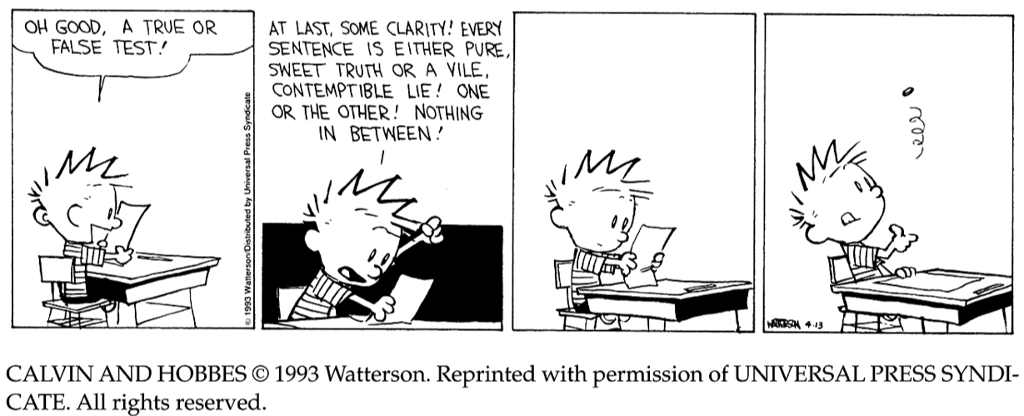 OH GOOD, A TRUE OR
FALSE TEST!
AT LAST, SOME CLARITY! EVERY
SENTENCE IS EITHER PURE,
SWEET TRUTH OR A VILE,
CONTEMPTIBLE LIE! ONE
OR THE OTHER! NOTHING
IN BETWEEN!
© 1993 Watterson/Distributed by Universal Press Syndicate
WATTERSON 4-13
CALVIN AND HOBBES © 1993 Watterson. Reprinted with permission of UNIVERSAL PRESS SYNDI-
CATE. All rights reserved.